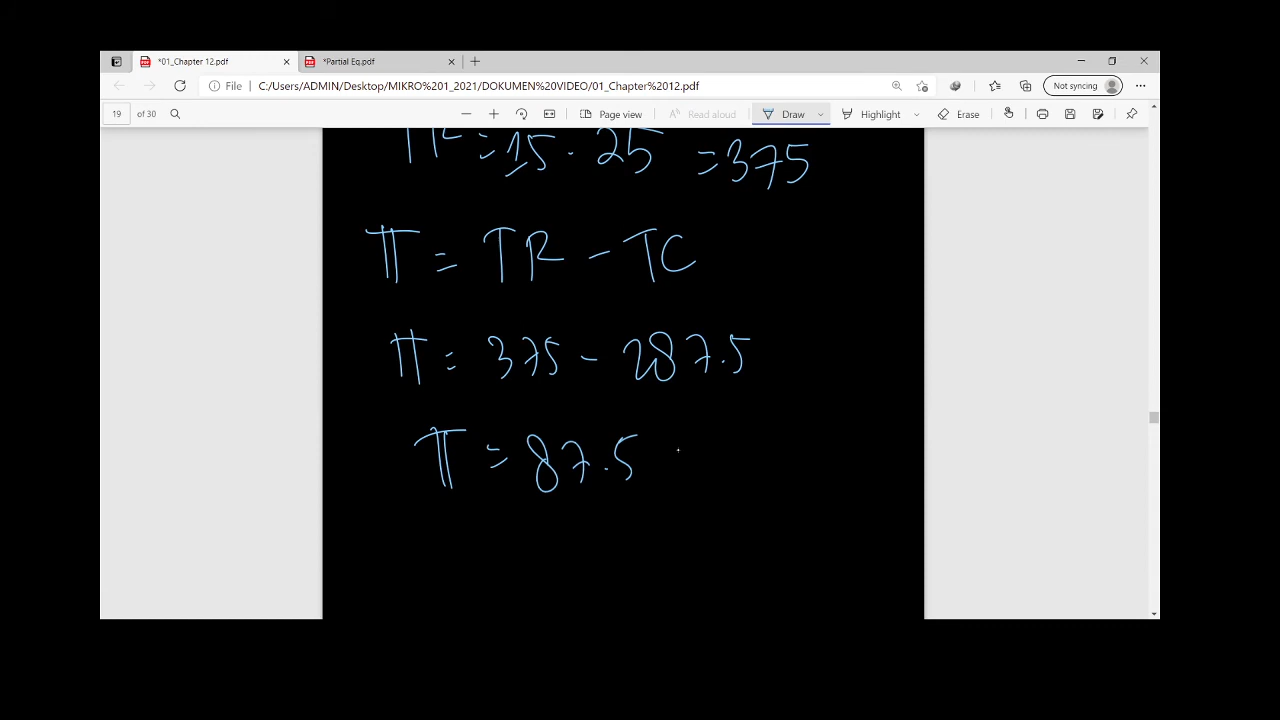 *01_Chapter 12.pdf
*Partial Eq.pdf
File
C:/Users/ADMIN/Desktop/MIKRO%201_2021/DOKUMEN%20VIDEO/01_Chapter%2012.pdf
Not syncing
19 of 30
Page view
Read aloud
Draw
Highlight
Erase
TR = 15 · 25 = 375
π = TR - TC
π = 375 - 287.5
π = 87.5